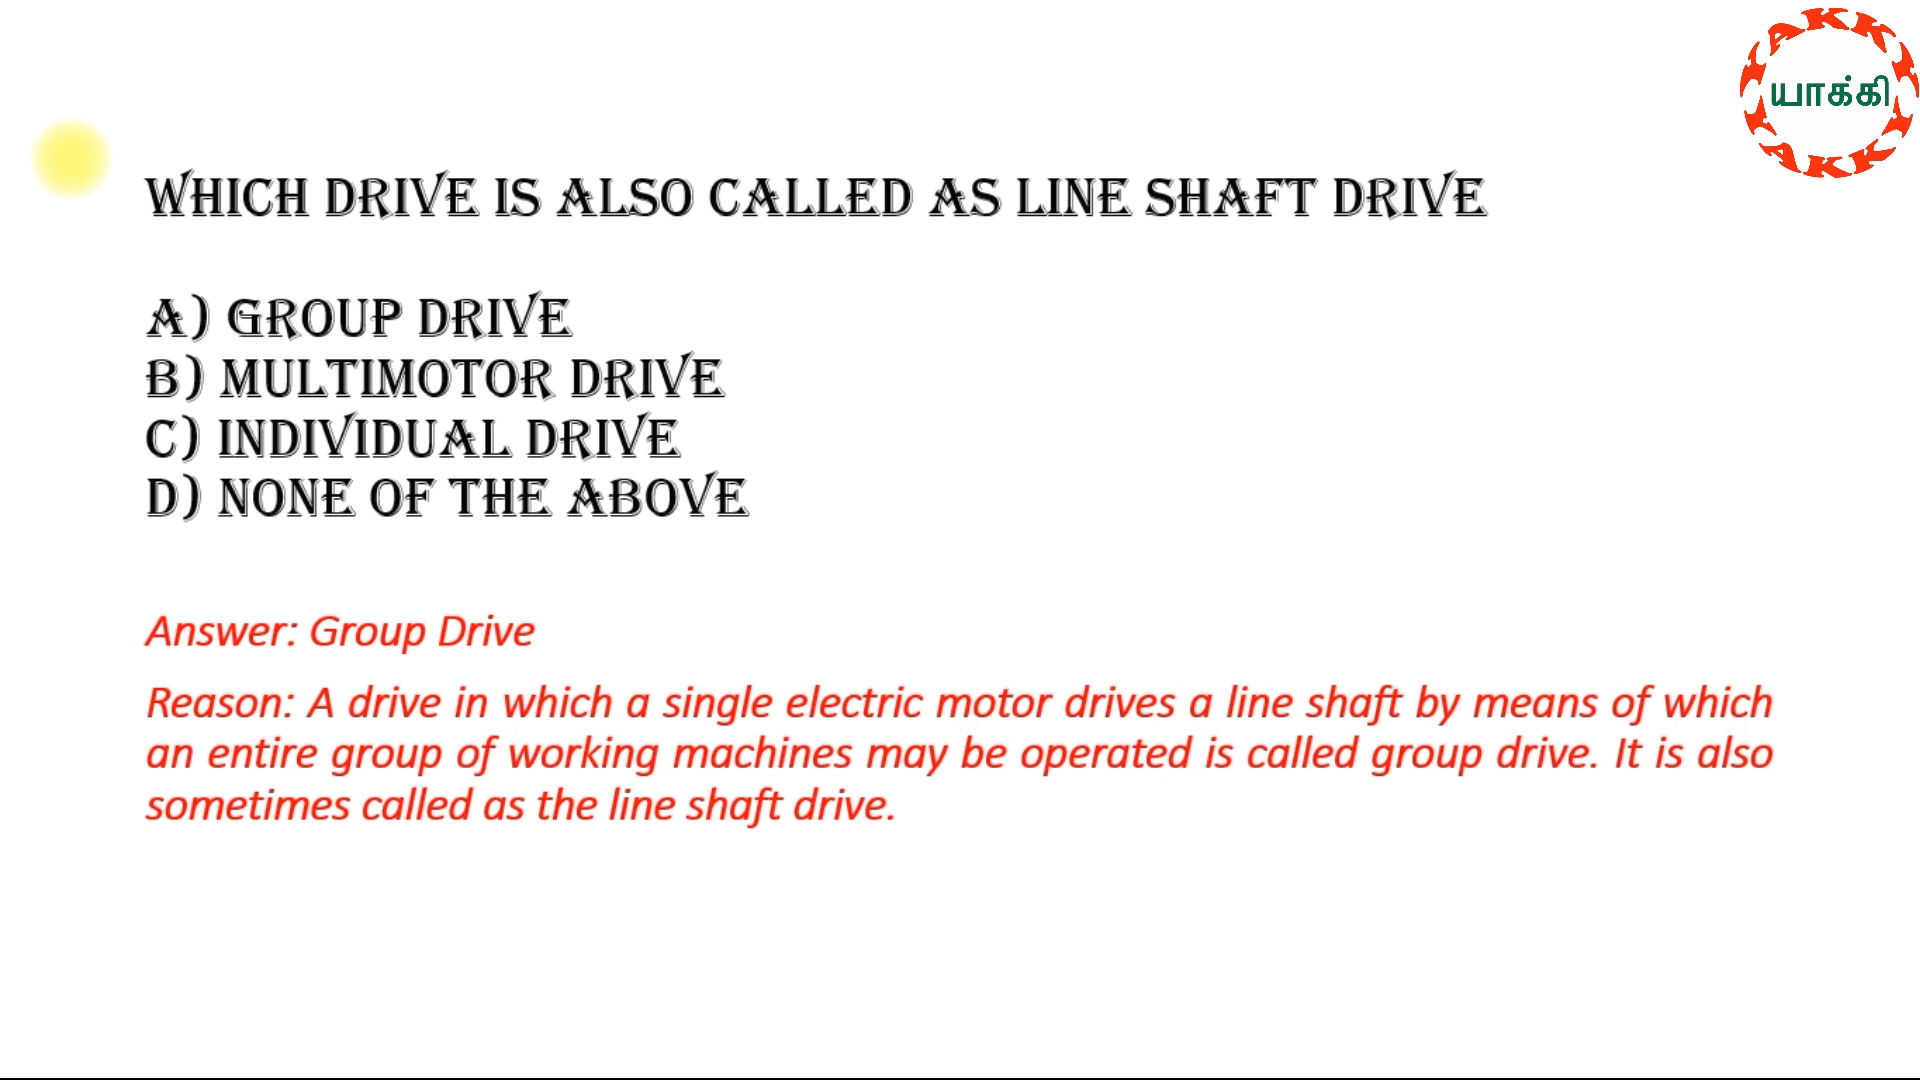 யாக்கி
WHICH DRIVE IS ALSO CALLED AS LINE SHAFT DRIVE
A) GROUP DRIVE
B) MULTIMOTOR DRIVE
C) INDIVIDUAL DRIVE
D) NONE OF THE ABOVE
Answer: Group Drive
Reason: A drive in which a single electric motor drives a line shaft by means of which
an entire group of working machines may be operated is called group drive. It is also
sometimes called as the line shaft drive.